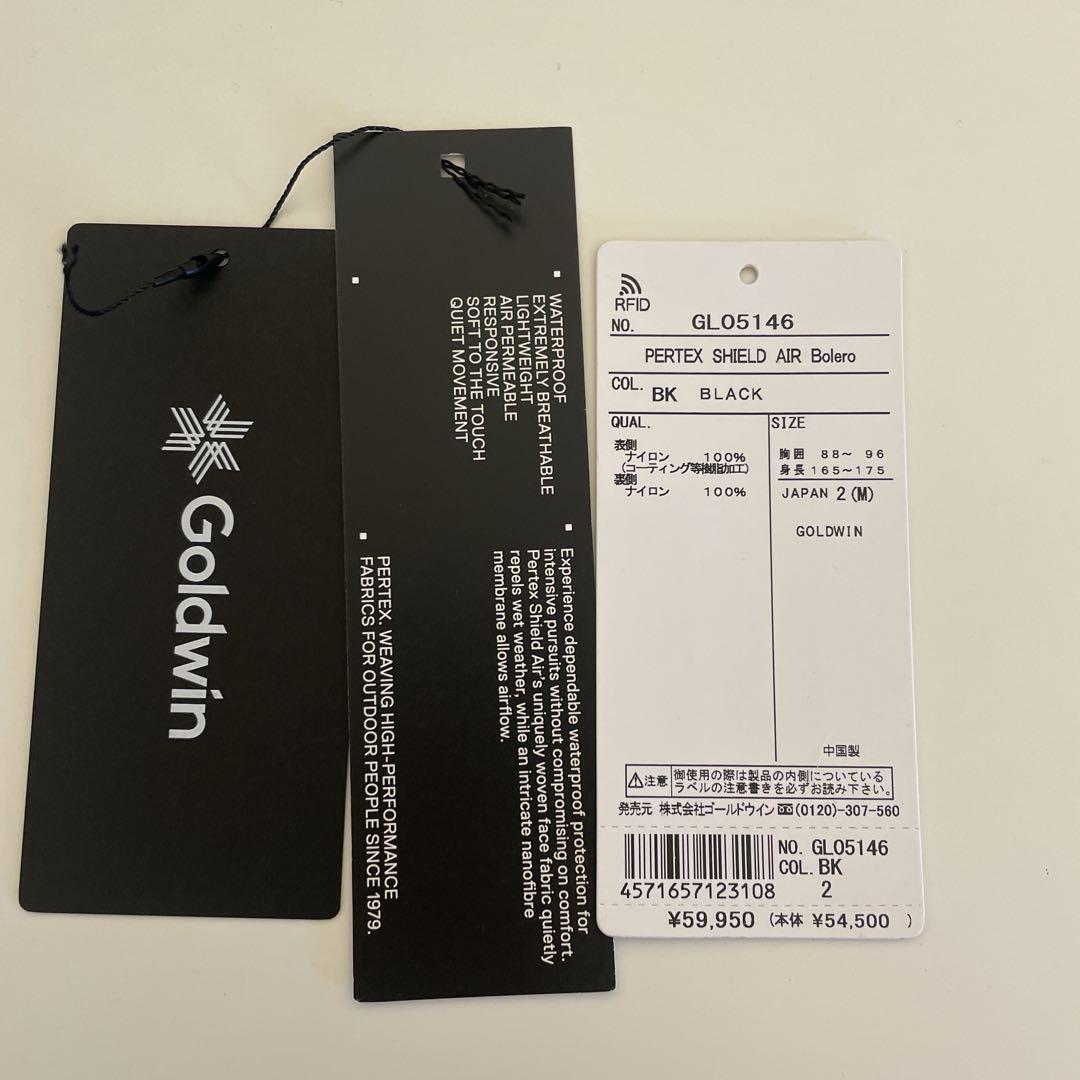 Goldwin
WATERPROOF
EXTREMELY BREATHABLE
LIGHTWEIGHT
AIR PERMEABLE
RESPONSIVE
SOFT TO THE TOUCH
QUIET MOVEMENT
Experience dependable waterproof protection for
intensive pursuits without compromising on comfort.
Pertex Shield Air's uniquely woven face fabric quietly
repels wet weather, while an intricate nanofibre
membrane allows airflow.
PERTEX. WEAVING HIGH-PERFORMANCE
FABRICS FOR OUTDOOR PEOPLE SINCE 1979.
RFID
NO. GL05146
PERTEX SHIELD AIR Bolero
COL. BK BLACK
QUAL.
表側
ナイロン 100%
(コーティング等樹脂加工)
裏側
ナイロン 100%
SIZE
胸囲 88~ 96
身長 165~175
JAPAN 2 (M)
GOLDWIN
中国製
注意 御使用の際は製品の内側についている
ラベルの注意書きを必ずお読み下さい。
発売元 株式会社ゴールドウイン (0120)-307-560
4571657123108
NO. GL05146
COL. BK
2
¥59,950 (本体 ¥54,500 )